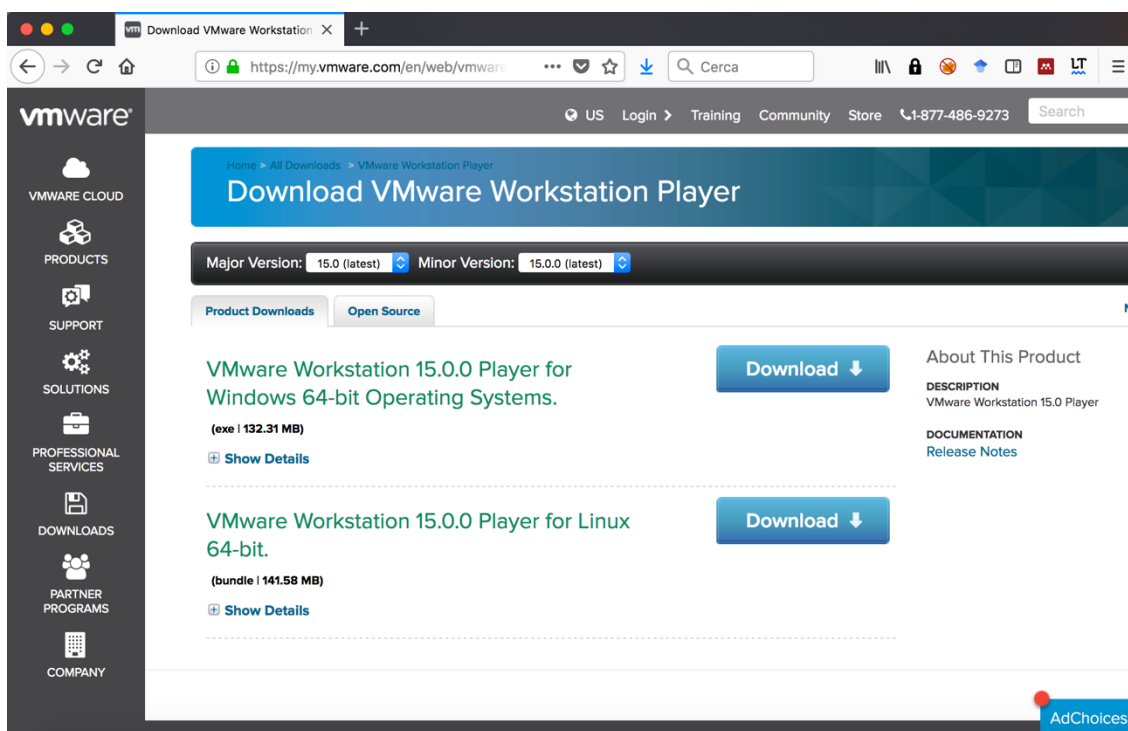 vm Download VMware Workstation
https://my.vmware.com/en/web/vmware
Cerca
vmware®
US Login > Training Community Store 1-877-486-9273 Search
VMWARE CLOUD
PRODUCTS
SUPPORT
SOLUTIONS
PROFESSIONAL
SERVICES
DOWNLOADS
PARTNER
PROGRAMS
COMPANY
Home > All Downloads > VMware Workstation Player
Download VMware Workstation Player
Major Version: 15.0 (latest) Minor Version: 15.0.0 (latest)
Product Downloads Open Source
VMware Workstation 15.0.0 Player for
Windows 64-bit Operating Systems.
(exe | 132.31 MB)
Show Details
Download
VMware Workstation 15.0.0 Player for Linux
64-bit.
(bundle | 141.58 MB)
Show Details
Download
About This Product
DESCRIPTION
VMware Workstation 15.0 Player
DOCUMENTATION
Release Notes
AdChoices